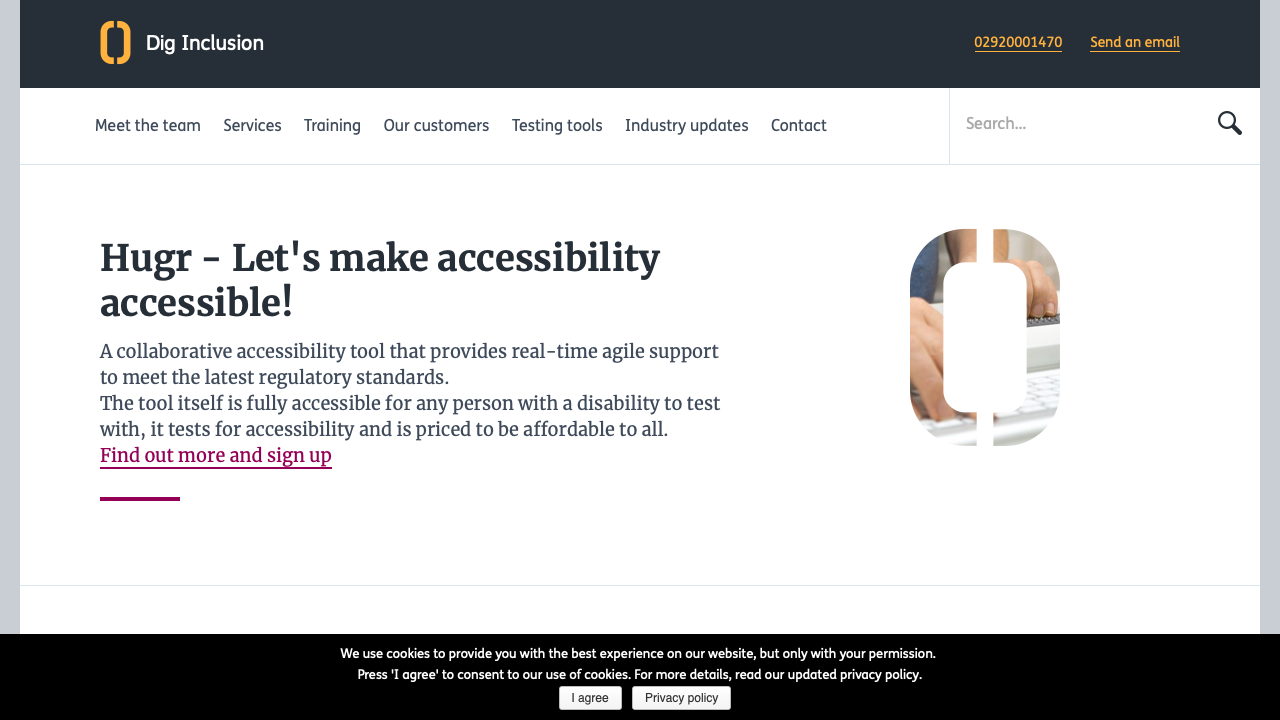 Dig Inclusion
02920001470
Send an email
Meet the team
Services
Training
Our customers
Testing tools
Industry updates
Contact
Search...
Hugr - Let's make accessibility
accessible!
A collaborative accessibility tool that provides real-time agile support
to meet the latest regulatory standards.
The tool itself is fully accessible for any person with a disability to test
with, it tests for accessibility and is priced to be affordable to all.
Find out more and sign up
We use cookies to provide you with the best experience on our website, but only with your permission.
Press 'I agree' to consent to our use of cookies. For more details, read our updated privacy policy.
I agree
Privacy policy